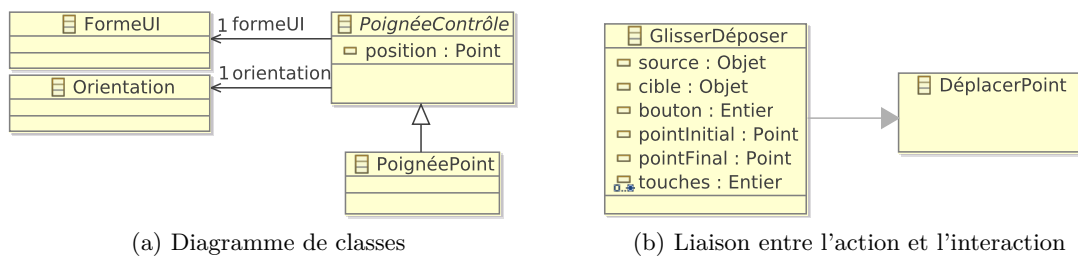 FormeUI
1 formeUI
PoignéeContrôle
position : Point
Orientation
1 orientation
PoignéePoint
(a) Diagramme de classes
GlisserDéposer
source : Objet
cible : Objet
bouton : Entier
pointInitial : Point
pointFinal : Point
0..* touches : Entier
DéplacerPoint
(b) Liaison entre l'action et l'interaction